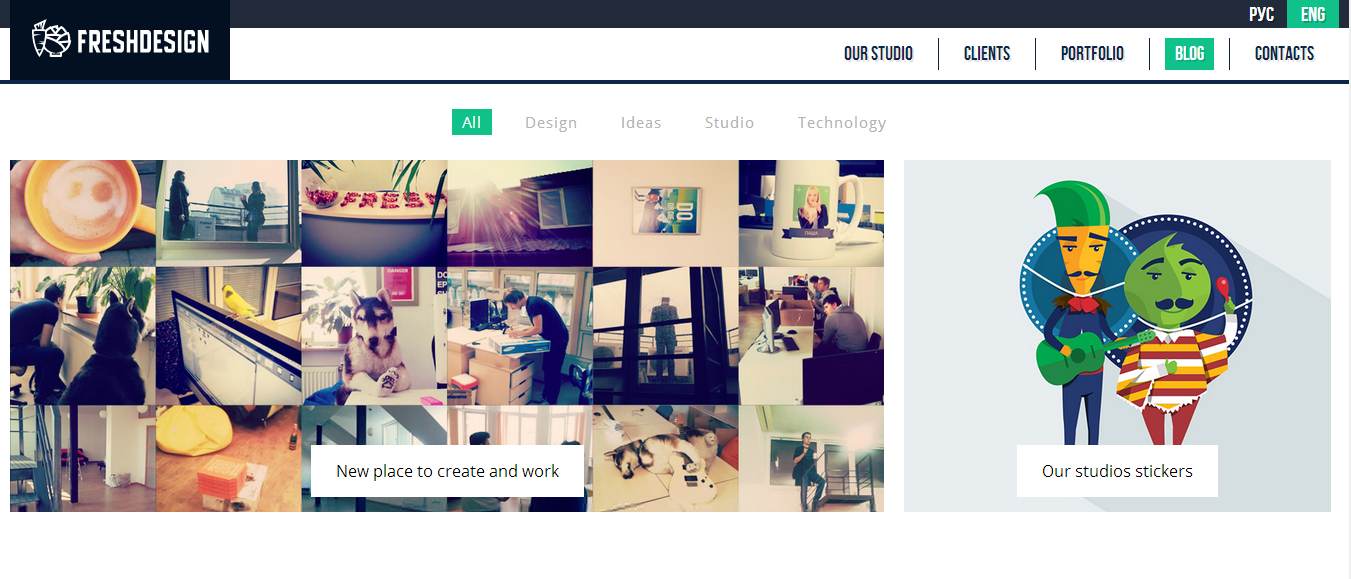 РУС ENG
FRESHDESIGN
OUR STUDIO CLIENTS PORTFOLIO BLOG CONTACTS
All Design Ideas Studio Technology
FRESH
DO
ПАША
DANGER
New place to create and work
Our studios stickers